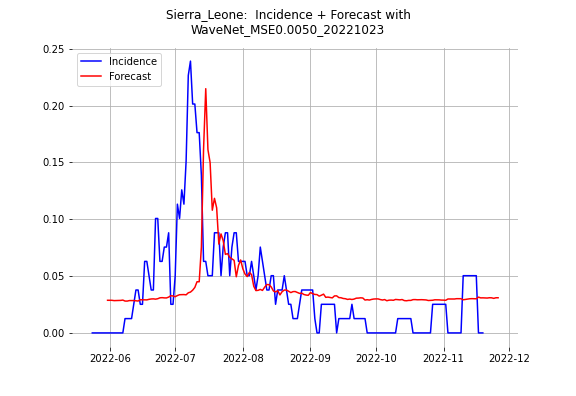 Sierra_Leone:  Incidence + Forecast with
WaveNet_MSE0.0050_20221023
Incidence
Forecast
0.25
0.20
0.15
0.10
0.05
0.00
2022-06 2022-07 2022-08 2022-09 2022-10 2022-11 2022-12